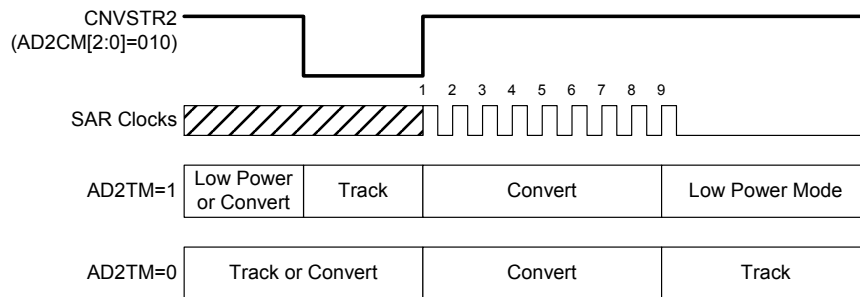 CNVSTR2
(AD2CM[2:0]=010)
1 2 3 4 5 6 7 8 9
SAR Clocks
AD2TM=1
Low Power
or Convert
Track
Convert
Low Power Mode
AD2TM=0
Track or Convert
Convert
Track